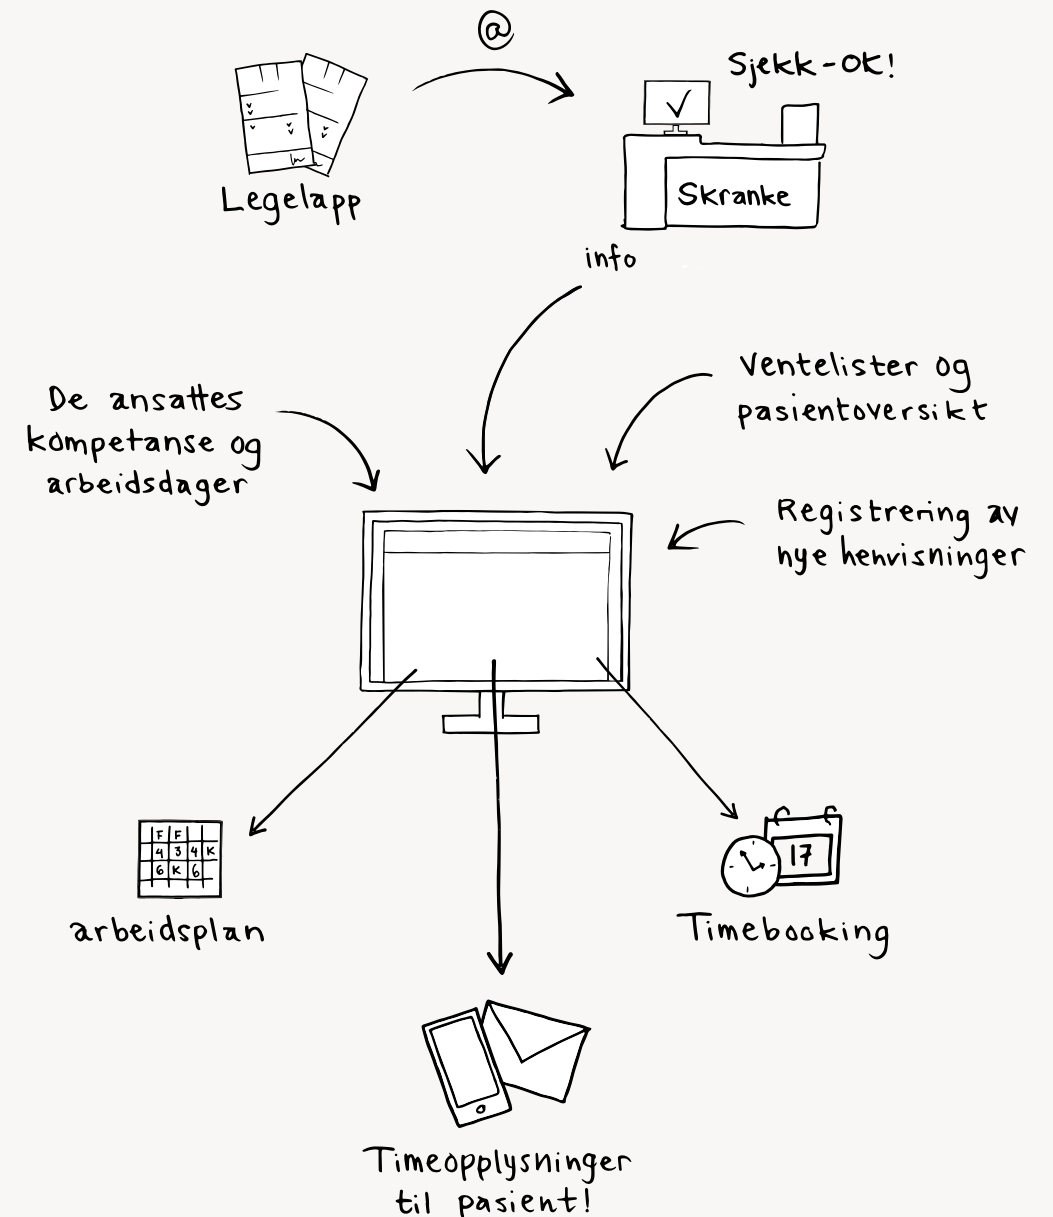 @
Sjekk-OK!
Legelapp
Skranke
info
De ansattes
kompetanse og
arbeidsdager
Ventelister og
pasientoversikt
Registrering av
nye henvisninger
F F
4 3 4 K
6 K 6
arbeidsplan
17
Timebooking
Timeopplysninger
til pasient!